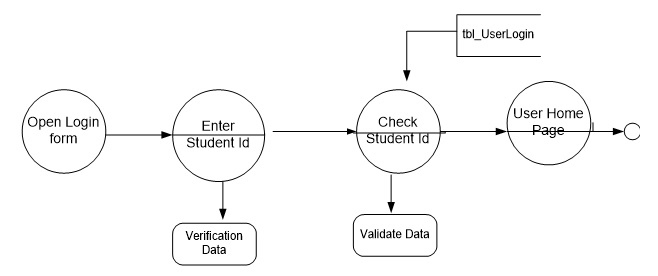 tbl_UserLogin
Open Login
form
Enter
Student Id
Check
Student Id
User Home
Page
Verification
Data
Validate Data